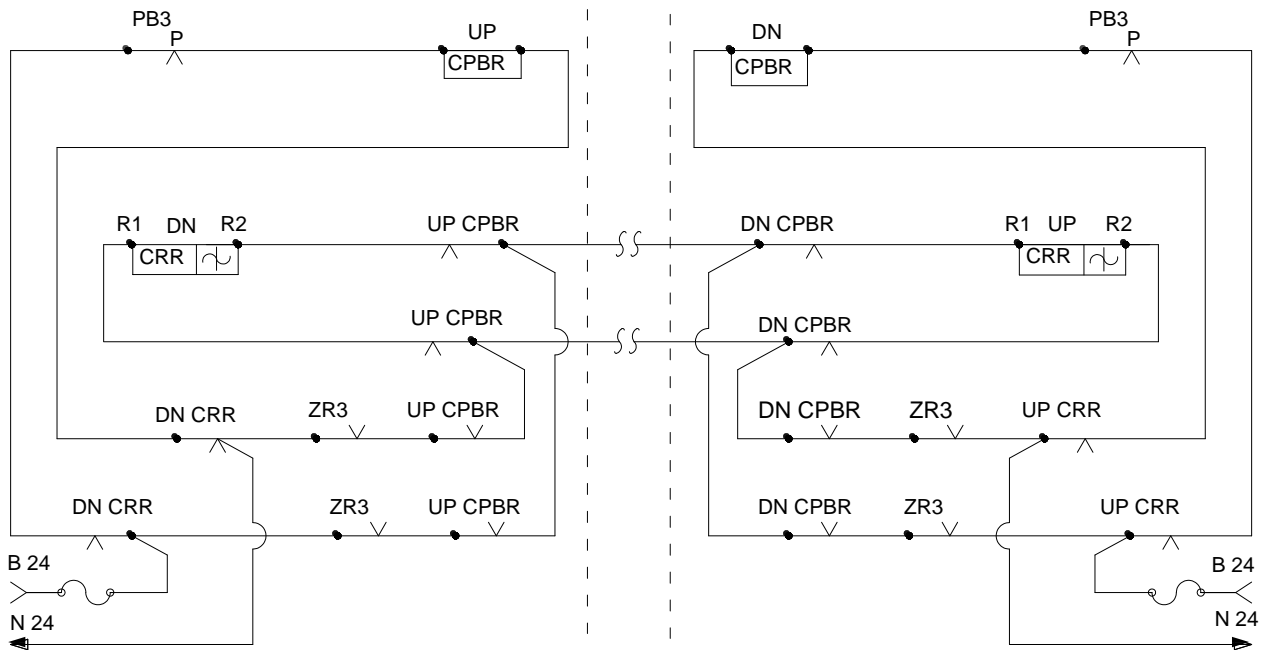 PB3
P
UP
CPBR
DN
CPBR
PB3
P
R1 DN R2
CRR
UP CPBR
DN CPBR
R1 UP R2
CRR
UP CPBR
DN CPBR
DN CRR
ZR3
UP CPBR
DN CPBR
ZR3
UP CRR
DN CRR
ZR3
UP CPBR
DN CPBR
ZR3
UP CRR
B 24
B 24
N 24
N 24